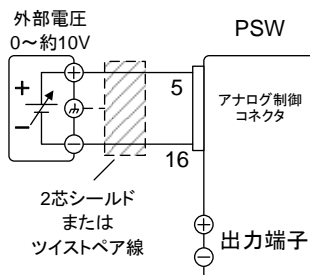 外部電圧
0～約10V
PSW
+
−
5
16
アナログ制御
コネクタ
2芯シールド
または
ツイストペア線
出力端子